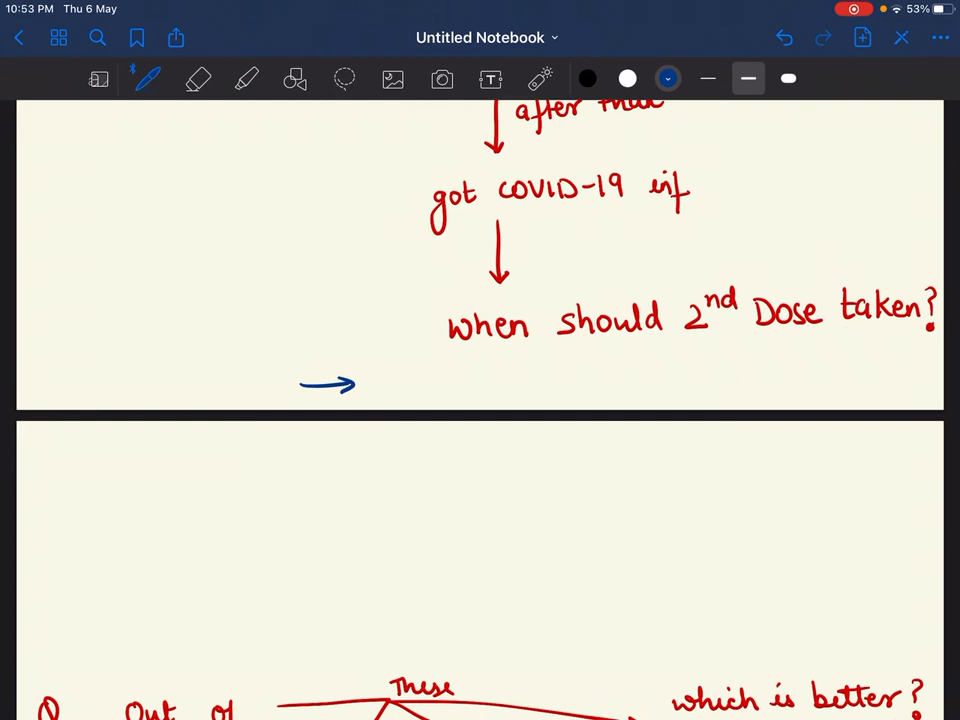 10:53 PM Thu 6 May
53%
Untitled Notebook
T
after that
got COVID-19 inf
when should 2nd Dose taken?
These
Q Out of which is better?